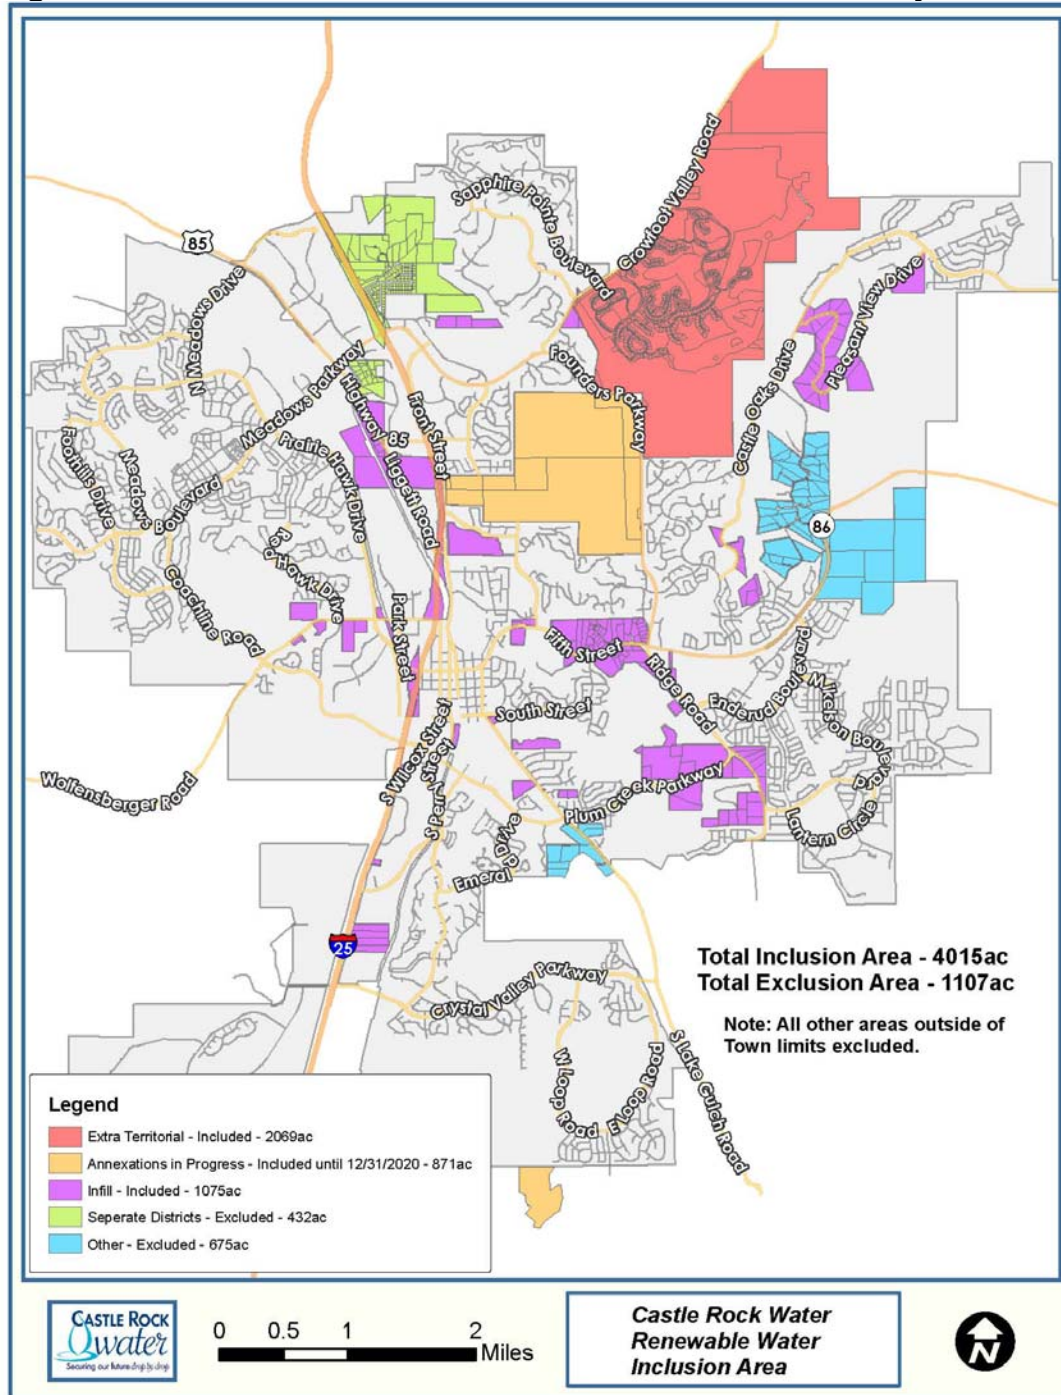 Crowfoot Valley Road
Sapphire Pointe Boulevard
85
N Meadows Drive
Pleasant View Drive
Founders Parkway
Meadows Parkway
Highway 85
Front Street
Castle Oaks Drive
Foothills Drive
Meadows Boulevard
Prairie Hawk Drive
Liggett Road
Red Hawk Drive
86
Coachline Road
Park Street
Fifth Street
Ridge Road
Enderud Boulevard
Mikelson Boulevard
South Street
S Wilcox Street
S Perry Street
Wolfensberger Road
Plum Creek Parkway
Lantern Circle
Emerald Drive
25
Total Inclusion Area - 4015ac
Total Exclusion Area - 1107ac
Note: All other areas outside of
Town limits excluded.
Crystal Valley Parkway
W Loop Road
E Loop Road
S Lake Gulch Road
Legend
Extra Territorial - Included - 2069ac
Annexations in Progress - Included until 12/31/2020 - 871ac
Infill - Included - 1075ac
Seperate Districts - Excluded - 432ac
Other - Excluded - 675ac
CASTLE ROCK
water
Securing our future drop by drop
0 0.5 1 2
Miles
Castle Rock Water
Renewable Water
Inclusion Area
N